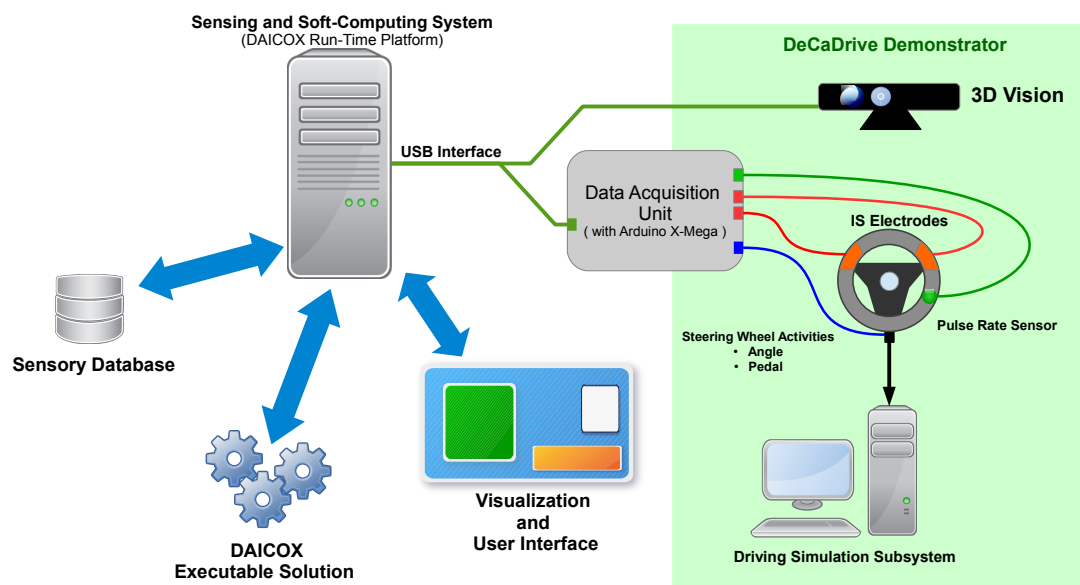 Sensing and Soft-Computing System
(DAICOX Run-Time Platform)
DeCaDrive Demonstrator
3D Vision
USB Interface
Data Acquisition
Unit
( with Arduino X-Mega )
IS Electrodes
Pulse Rate Sensor
Steering Wheel Activities
• Angle
• Pedal
Sensory Database
DAICOX
Executable Solution
Visualization
and
User Interface
Driving Simulation Subsystem